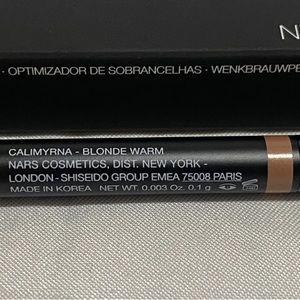 N
· OPTIMIZADOR DE SOBRANCELHAS · WENKBRAUWPE
CALIMYRNA - BLONDE WARM
NARS COSMETICS, DIST. NEW YORK -
LONDON - SHISEIDO GROUP EMEA 75008 PARIS
MADE IN KOREA NET WT. 0.003 Oz. 0.1 g